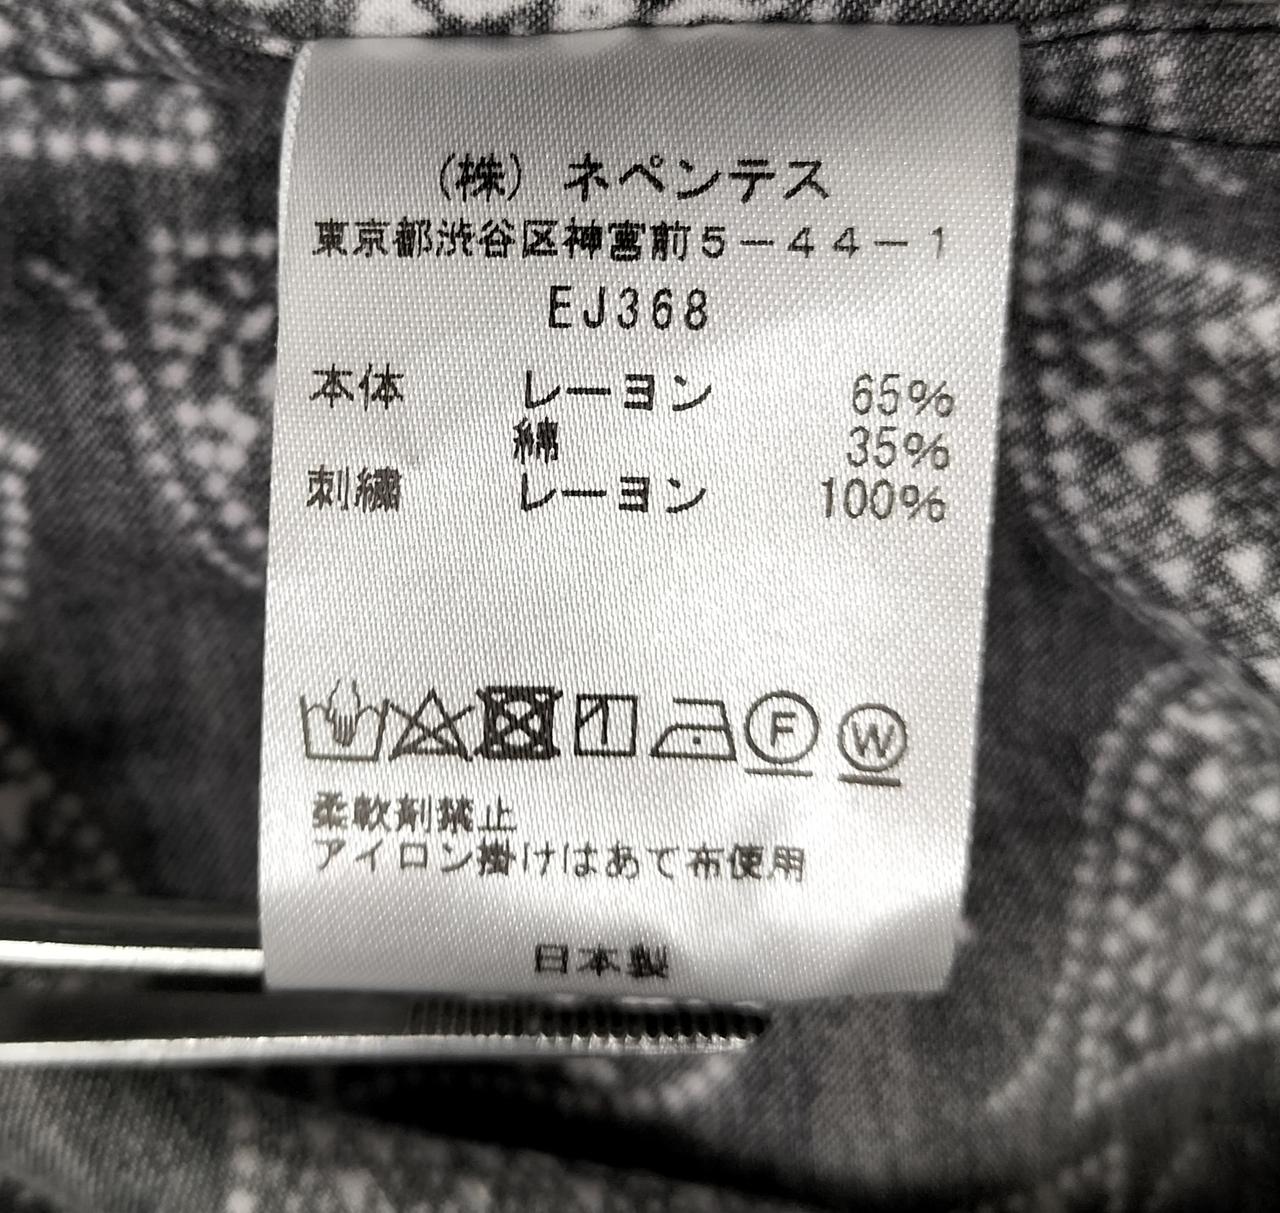 (株) ネペンテス
東京都渋谷区神宮前5－44－1
EJ368
本体 レーヨン 65%
綿 35%
刺繍 レーヨン 100%
F W
柔軟剤禁止
アイロン掛けはあて布使用
日本製